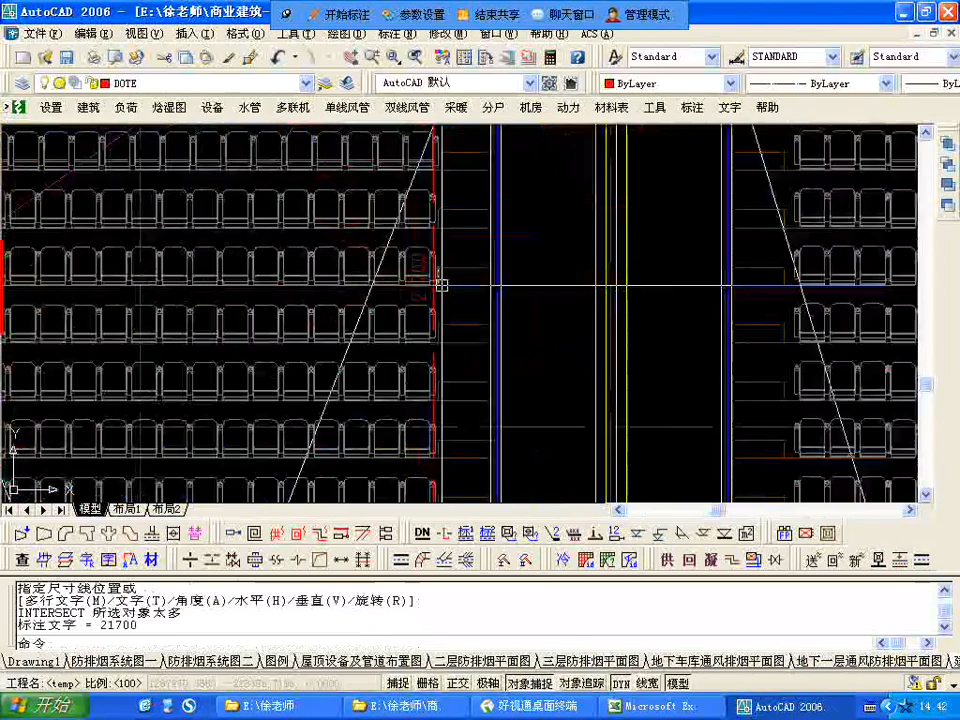 AutoCAD 2006 - [E:\徐老师\商业建筑-
开始标注 参数设置 结束共享 聊天窗口 管理模式
文件(F) 编辑(E) 视图(V) 插入(I) 格式(O) 工具(T) 绘图(D) 标注(N) 修改(M) 窗口(W) 帮助(H) ACS(A)
Standard STANDARD Standard
DOTE AutoCAD 默认 ByLayer ByLayer ByL
设置 建筑 负荷 焓湿图 设备 水管 多联机 单线风管 双线风管 采暖 分户 机房 动力 材料表 工具 标注 文字 帮助
Y
X
模型 布局1 布局2
DN
查 字 材 供 回 送 回 新
指定尺寸线位置或
[多行文字(M)/文字(T)/角度(A)/水平(H)/垂直(V)/旋转(R)]:
INTERSECT 所选对象太多
标注文字 = 21700
命令
Drawing1 防排烟系统图一 防排烟系统图二 图例 屋顶设备及管道布置图 二层防排烟平面图 三层防排烟平面图 地下车库通风排烟平面图 地下一层通风防排烟平面图
工程名:<temp> 比例:<100> 捕捉 栅格 正交 极轴 对象捕捉 对象追踪 DYN 线宽 模型
开始 E:\徐老师 E:\徐老师\商. 好视通桌面终端 Microsoft Ex. AutoCAD 2006. 14:42